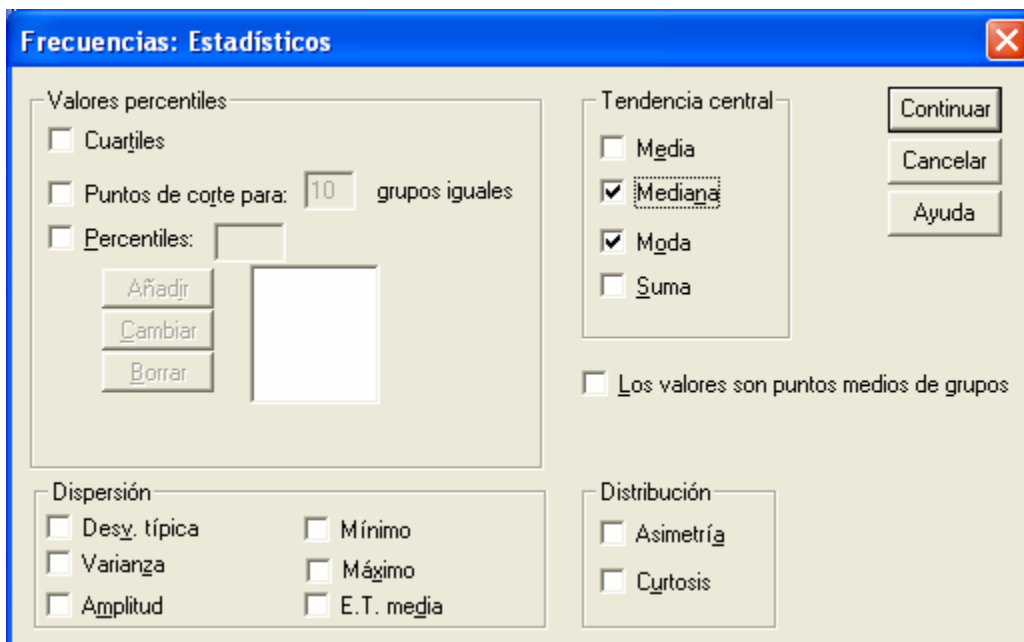 Frecuencias: Estadísticos
Valores percentiles
Cuartiles
Puntos de corte para: 10 grupos iguales
Percentiles:
Añadir
Cambiar
Borrar
Tendencia central
Media
Mediana
Moda
Suma
Continuar
Cancelar
Ayuda
Los valores son puntos medios de grupos
Dispersión
Desv. típica
Varianza
Amplitud
Mínimo
Máximo
E.T. media
Distribución
Asimetría
Curtosis